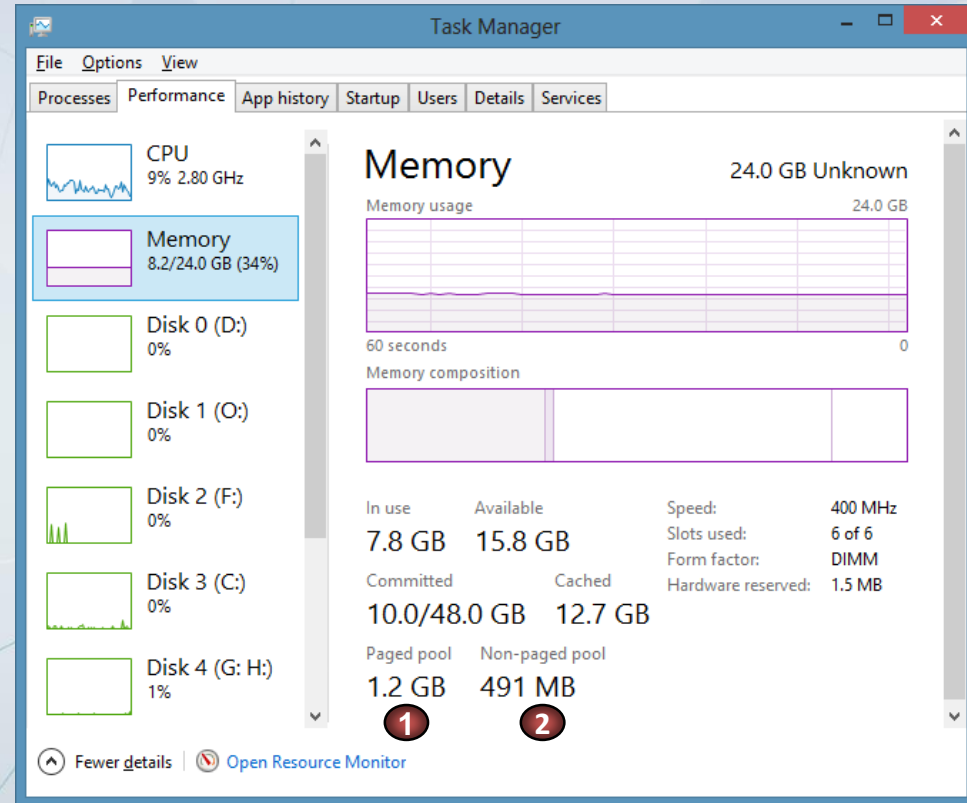 Task Manager
File Options View
Processes Performance App history Startup Users Details Services
CPU
9% 2.80 GHz
Memory
8.2/24.0 GB (34%)
Disk 0 (D:)
0%
Disk 1 (O:)
0%
Disk 2 (F:)
0%
Disk 3 (C:)
0%
Disk 4 (G: H:)
1%
Memory 24.0 GB Unknown
Memory usage 24.0 GB
60 seconds 0
Memory composition
In use Available
7.8 GB 15.8 GB
Committed Cached
10.0/48.0 GB 12.7 GB
Paged pool Non-paged pool
1.2 GB 491 MB
1 2
Speed: 400 MHz
Slots used: 6 of 6
Form factor: DIMM
Hardware reserved: 1.5 MB
Fewer details Open Resource Monitor